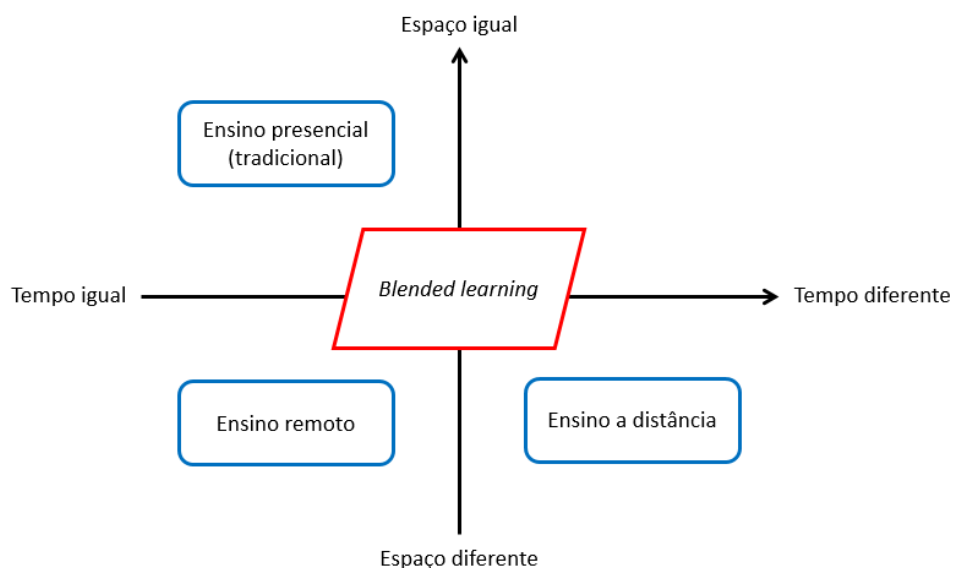 Espaço igual
Ensino presencial
(tradicional)
Blended learning
Tempo igual
Tempo diferente
Ensino remoto
Ensino a distância
Espaço diferente